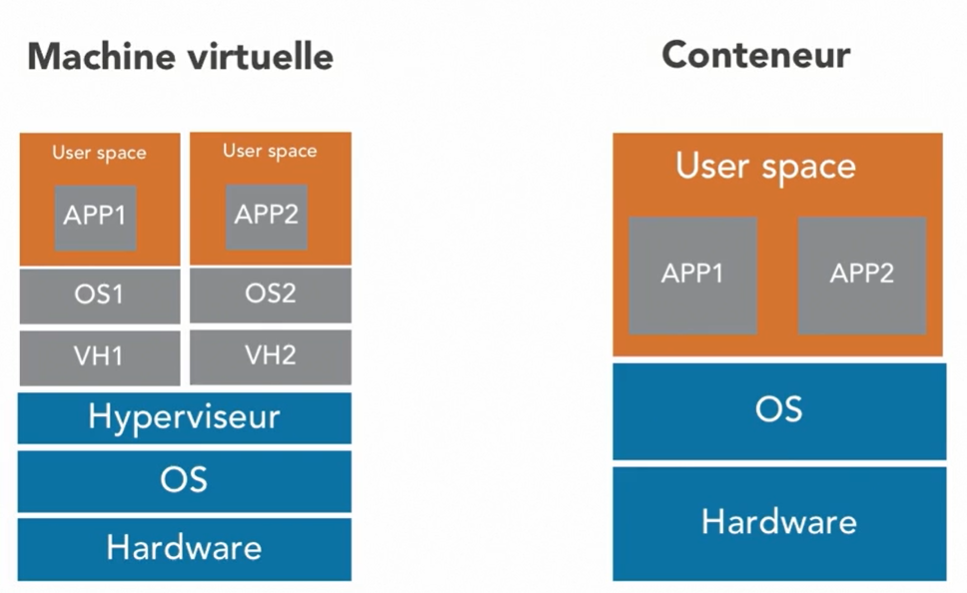 Machine virtuelle
User space
APP1
User space
APP2
OS1
OS2
VH1
VH2
Hyperviseur
OS
Hardware
Conteneur
User space
APP1
APP2
OS
Hardware